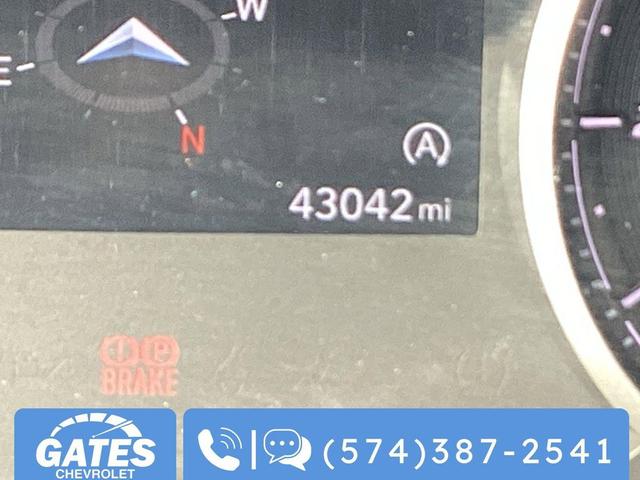 W
E
N
A
43042 mi
! P
BRAKE
GATES
CHEVROLET
(574)387-2541